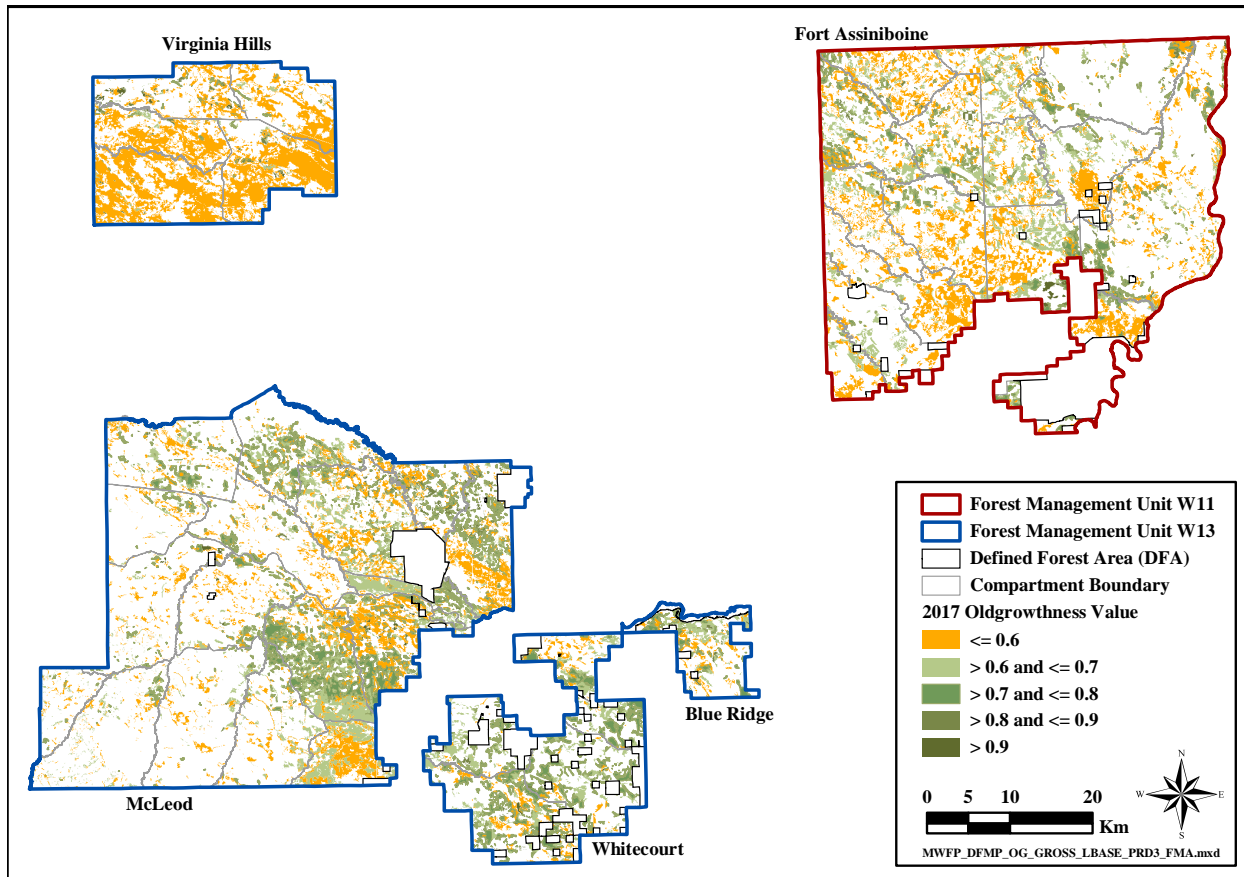 Virginia Hills
Fort Assiniboine
McLeod
Blue Ridge
Whitecourt
Forest Management Unit W11
Forest Management Unit W13
Defined Forest Area (DFA)
Compartment Boundary
2017 Oldgrowthness Value
<= 0.6
> 0.6 and <= 0.7
> 0.7 and <= 0.8
> 0.8 and <= 0.9
> 0.9
N
W E
S
0 5 10 20
Km
MWFP_DFMP_OG_GROSS_LBASE_PRD3_FMA.mxd